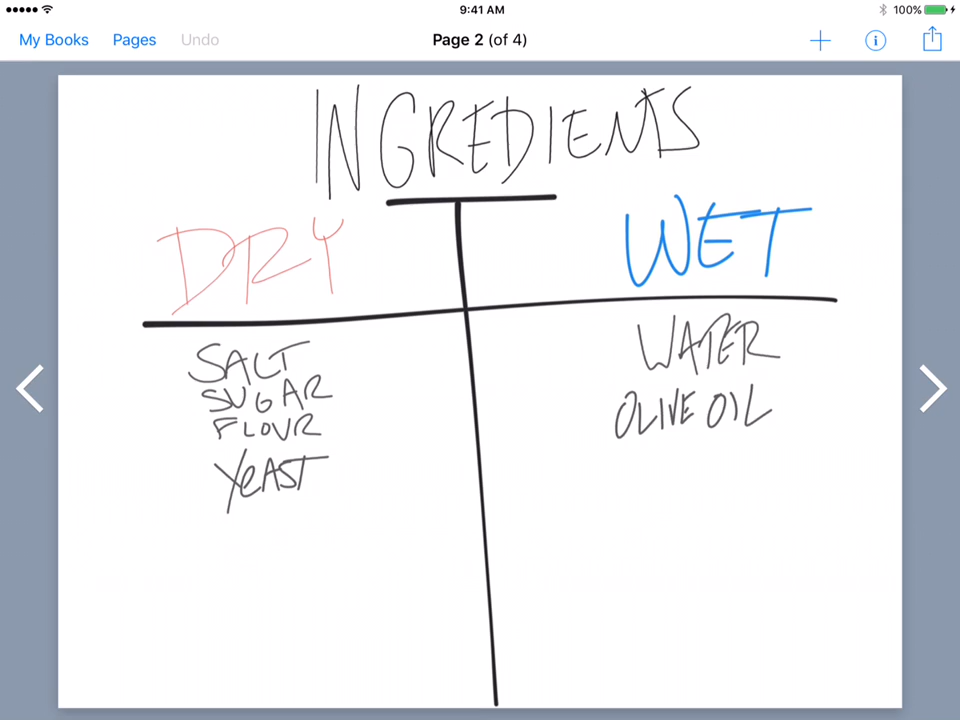 9:41 AM
100%
My Books Pages Undo
Page 2 (of 4)
INGREDIENTS
DRY
WET
SALT
SUGAR
FLOUR
YeAST
WATER
OLIVE OIL